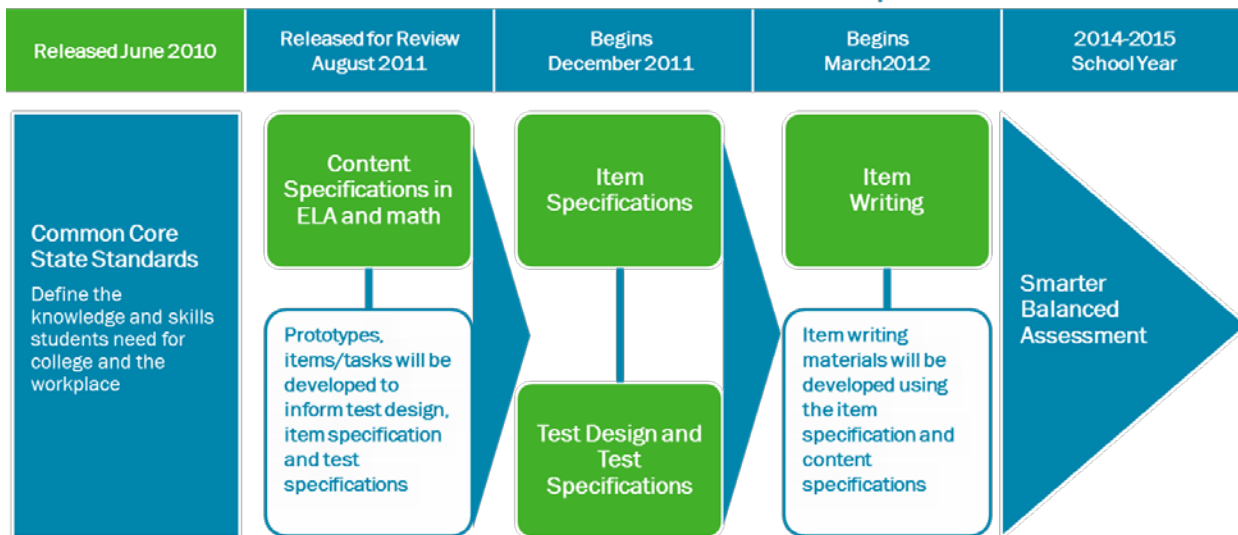 Released June 2010
Released for Review
August 2011
Begins
December 2011
Begins
March2012
2014-2015
School Year
Common Core
State Standards
Define the
knowledge and skills
students need for
college and the
workplace
Content
Specifications in
ELA and math
Prototypes,
items/tasks will be
developed to
inform test design,
item specification
and test
specifications
Item
Specifications
Test Design and
Test
Specifications
Item
Writing
Item writing
materials will be
developed using
the item
specification and
content
specifications
Smarter
Balanced
Assessment